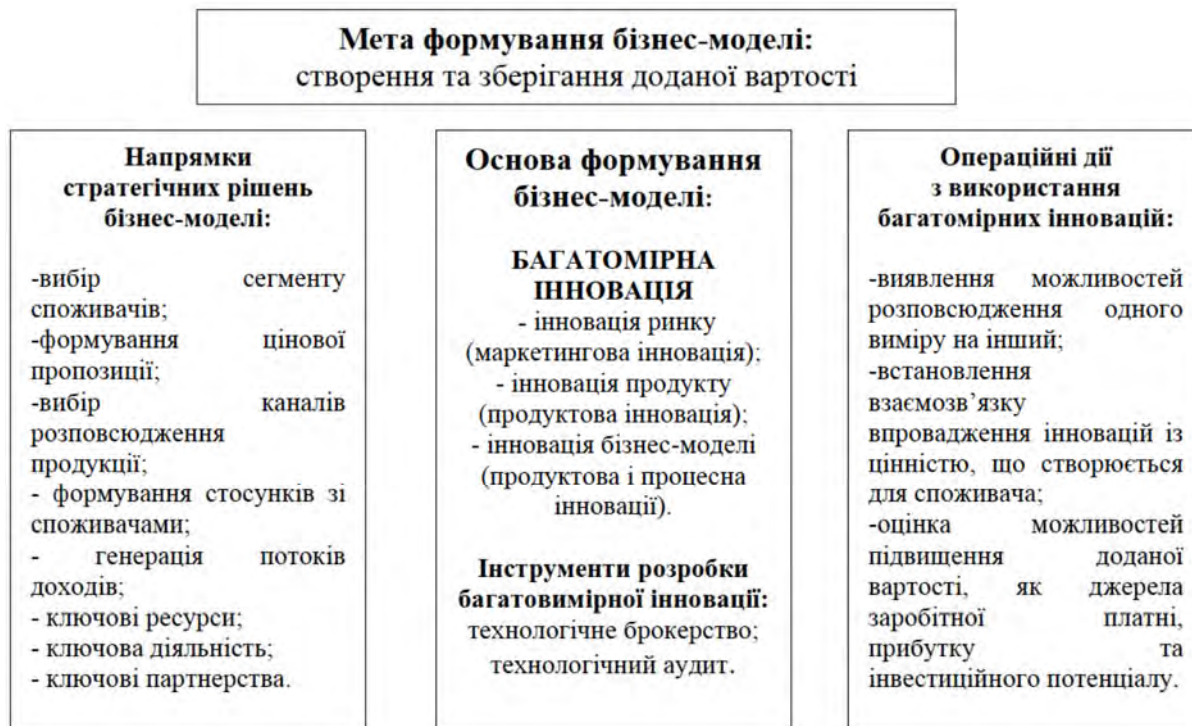 Мета формування бізнес-моделі:
створення та зберігання доданої вартості
Напрямки
стратегічних рішень
бізнес-моделі:
-вибір сегменту
споживачів;
-формування цінової
пропозиції;
-вибір каналів
розповсюдження
продукції;
- формування стосунків зі
споживачами;
- генерація потоків
доходів;
- ключові ресурси;
- ключова діяльність;
- ключові партнерства.
Основа формування
бізнес-моделі:
БАГАТОМІРНА
ІННОВАЦІЯ
- інновація ринку
(маркетингова інновація);
- інновація продукту
(продуктова інновація);
- інновація бізнес-моделі
(продуктова і процесна
інновації).
Інструменти розробки
багатовимірної інновації:
технологічне брокерство;
технологічний аудит.
Операційні дії
з використання
багатомірних інновацій:
-виявлення можливостей
розповсюдження одного
виміру на інший;
-встановлення
взаємозв’язку
впровадження інновацій із
цінністю, що створюється
для споживача;
-оцінка можливостей
підвищення доданої
вартості, як джерела
заробітної платні,
прибутку та
інвестиційного потенціалу.